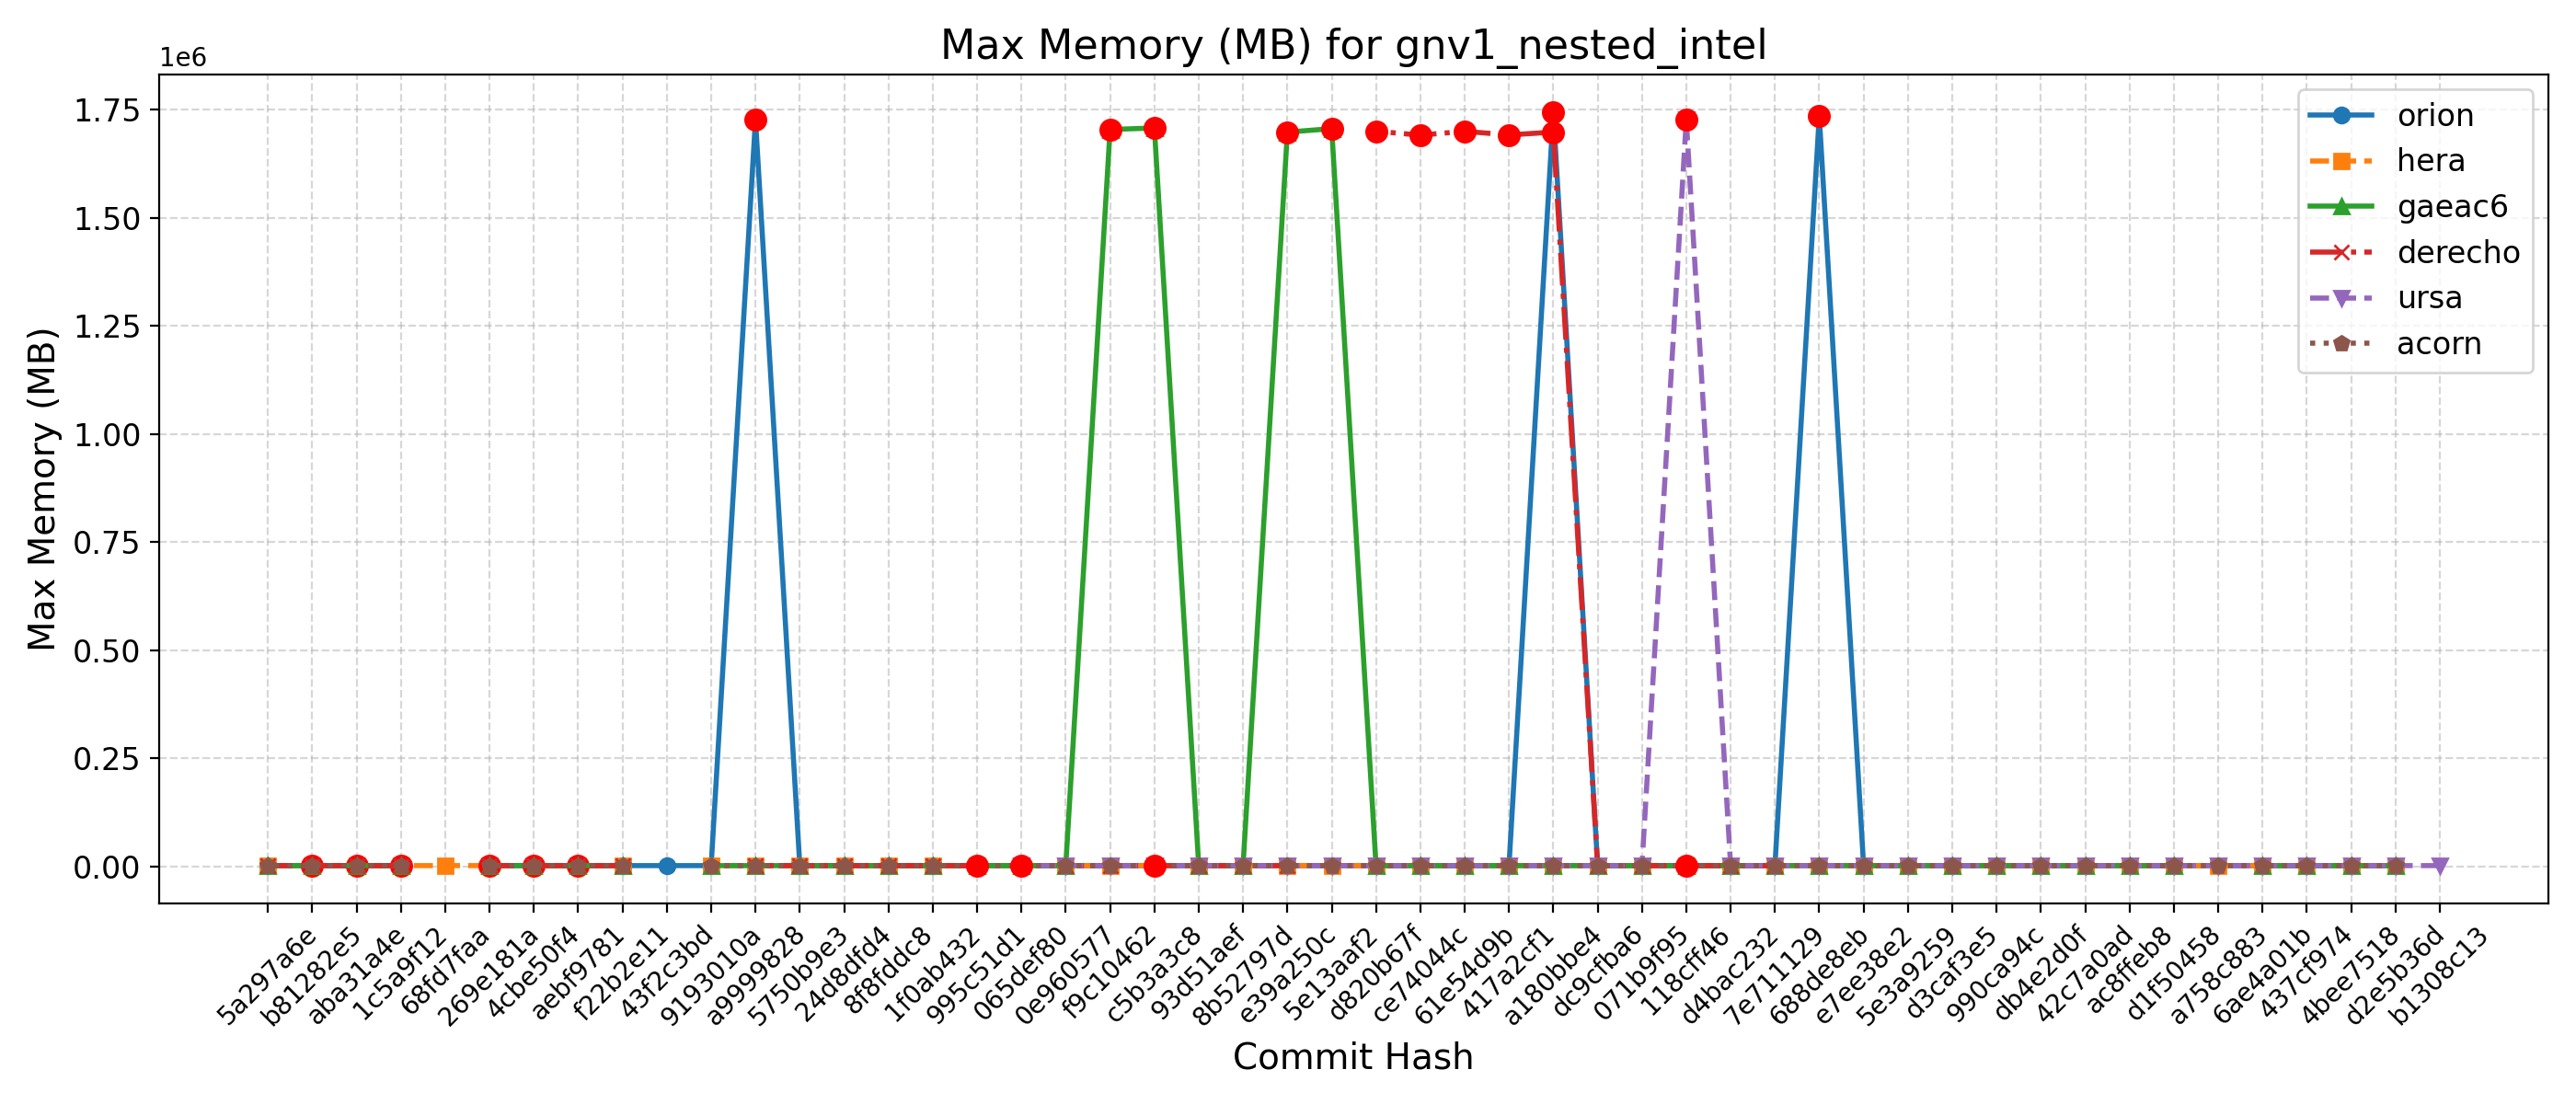 Max Memory (MB) for gnv1_nested_intel
1e6
1.75
1.50
1.25
1.00
0.75
0.50
0.25
0.00
Max Memory (MB)
orion
hera
gaeac6
derecho
ursa
acorn
5a297a6e
b81282e5
aba31a4e
1c5a9f12
68fd7faa
269e181a
4cbe50f4
aebf9781
f22b2e11
43f2c3bd
9193010a
a9999828
5750b9e3
24d8dfd4
8f8fddc8
1f0ab432
995c51d1
065def80
0e960577
f9c10462
c5b3a3c8
93d51aef
8b52797d
e39a250c
5e13aaf2
d820b67f
ce74044c
61e54d9b
417a2cf1
a180bbe4
dc9cfba6
071b9f95
118cff46
d4bac232
7e711129
688de8eb
e7ee38e2
5e3a9259
d3caf3e5
990ca94c
db4e2d0f
42c7a0ad
ac8ffeb8
d1f50458
a758c883
6ae4a01b
437cf974
4bee7518
d2e5b36d
b1308c13
Commit Hash